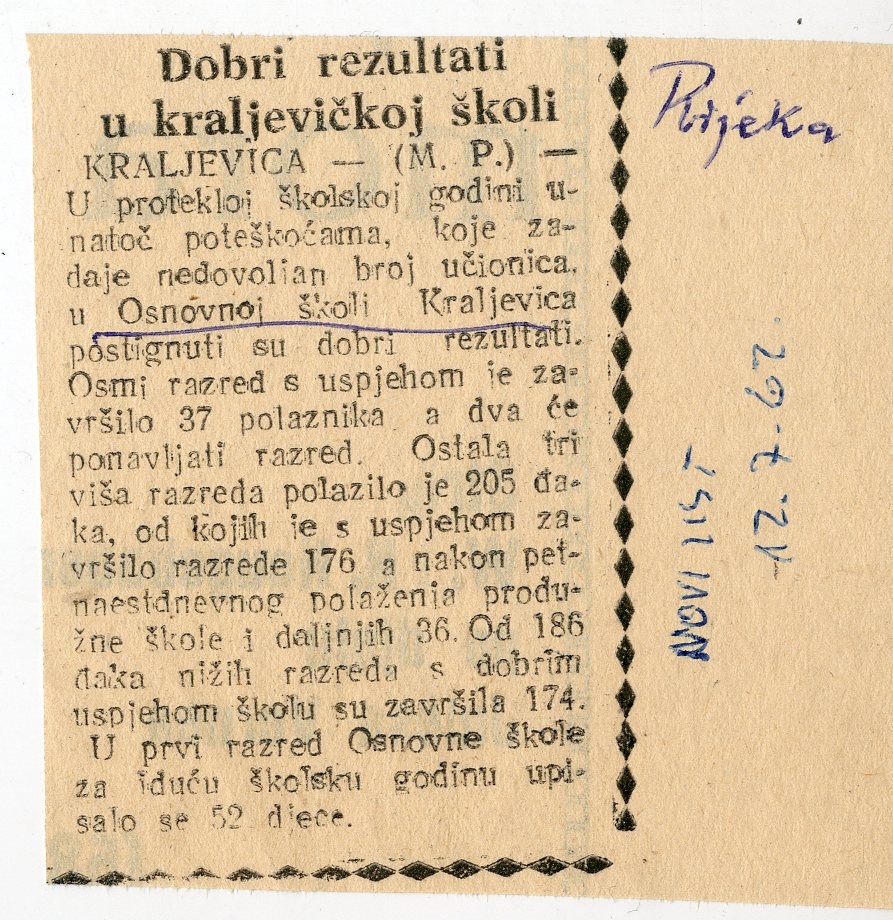 Dobri rezultati
u kraljevičkoj školi
KRALJEVICA — (M. P.) —
U protekloj školskoj godini u-
natoč poteškoćama, koje za-
daje nedovoljan broj učionica,
u Osnovnoj školi Kraljevica
postignuti su dobri rezultati.
Osmi razred s uspjehom je za-
vršilo 37 polaznika a dva će
ponavljati razred. Ostala tri
viša razreda polazilo je 205 đa-
ka, od kojih je s uspjehom za-
vršilo razrede 176 a nakon pet-
naestdnevnog polaženja produ-
žne škole i daljnjih 36. Od 186
đaka nižih razreda s dobrim
uspjehom školu su završila 174.
U prvi razred Osnovne škole
za iduću školsku godinu upi-
salo se 52 djece.
Rijeka
NOVI LIST